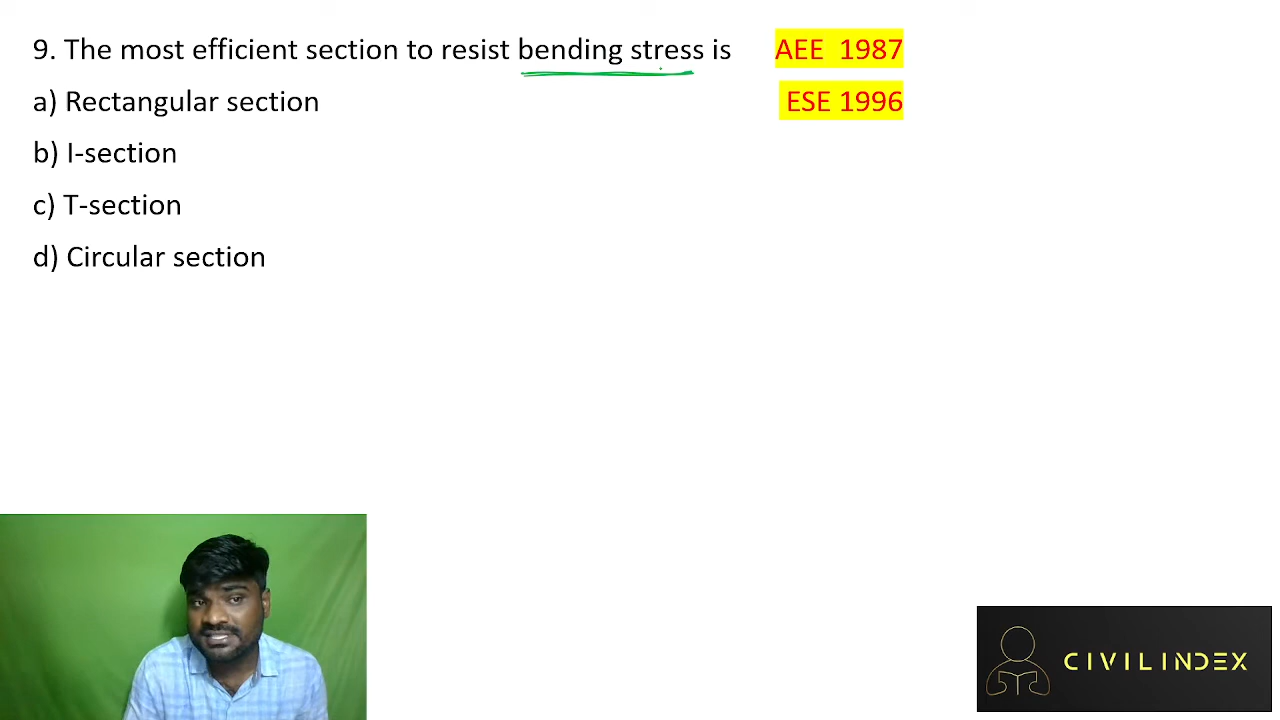 9. The most efficient section to resist bending stress is AEE 1987
a) Rectangular section ESE 1996
b) I-section
c) T-section
d) Circular section
CIVILINDEX